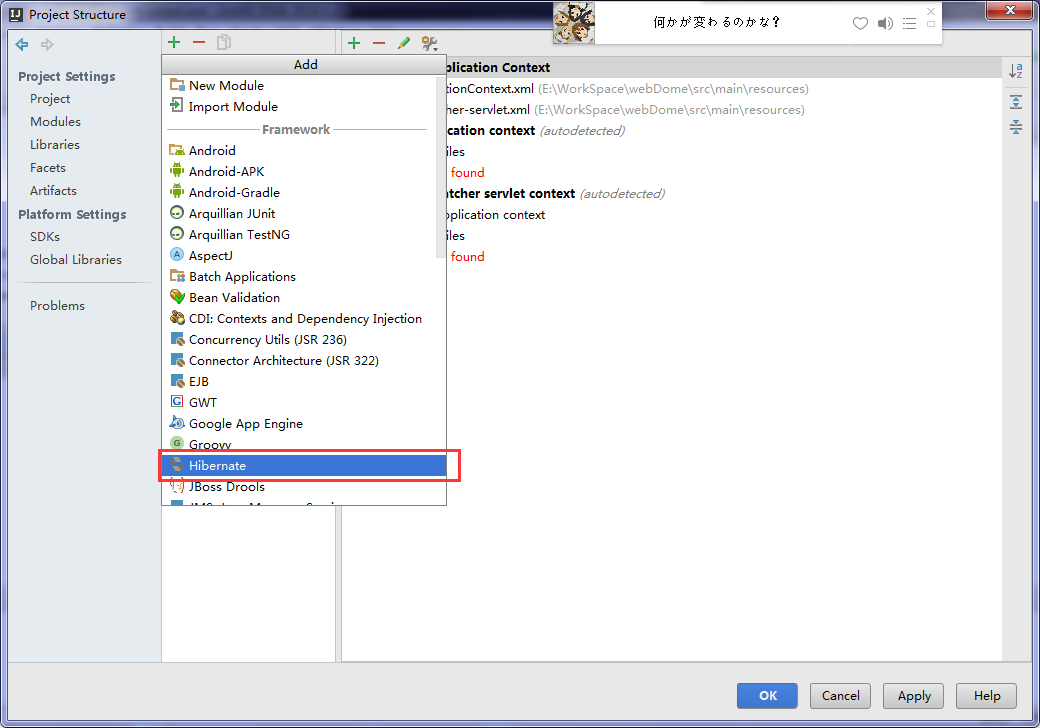 Project Structure
何かが変わるのかな?
Project Settings
Project
Modules
Libraries
Facets
Artifacts
Platform Settings
SDKs
Global Libraries
Problems
Add
New Module
Import Module
Framework
Android
Android-APK
Android-Gradle
Arquillian JUnit
Arquillian TestNG
AspectJ
Batch Applications
Bean Validation
CDI: Contexts and Dependency Injection
Concurrency Utils (JSR 236)
Connector Architecture (JSR 322)
EJB
GWT
Google App Engine
Groovy
Hibernate
JBoss Drools
plication Context
tionContext.xml (E:\WorkSpace\webDome\src\main\resources)
her-servlet.xml (E:\WorkSpace\webDome\src\main\resources)
ication context (autodetected)
iles
found
atcher servlet context (autodetected)
pplication context
iles
found
OK
Cancel
Apply
Help